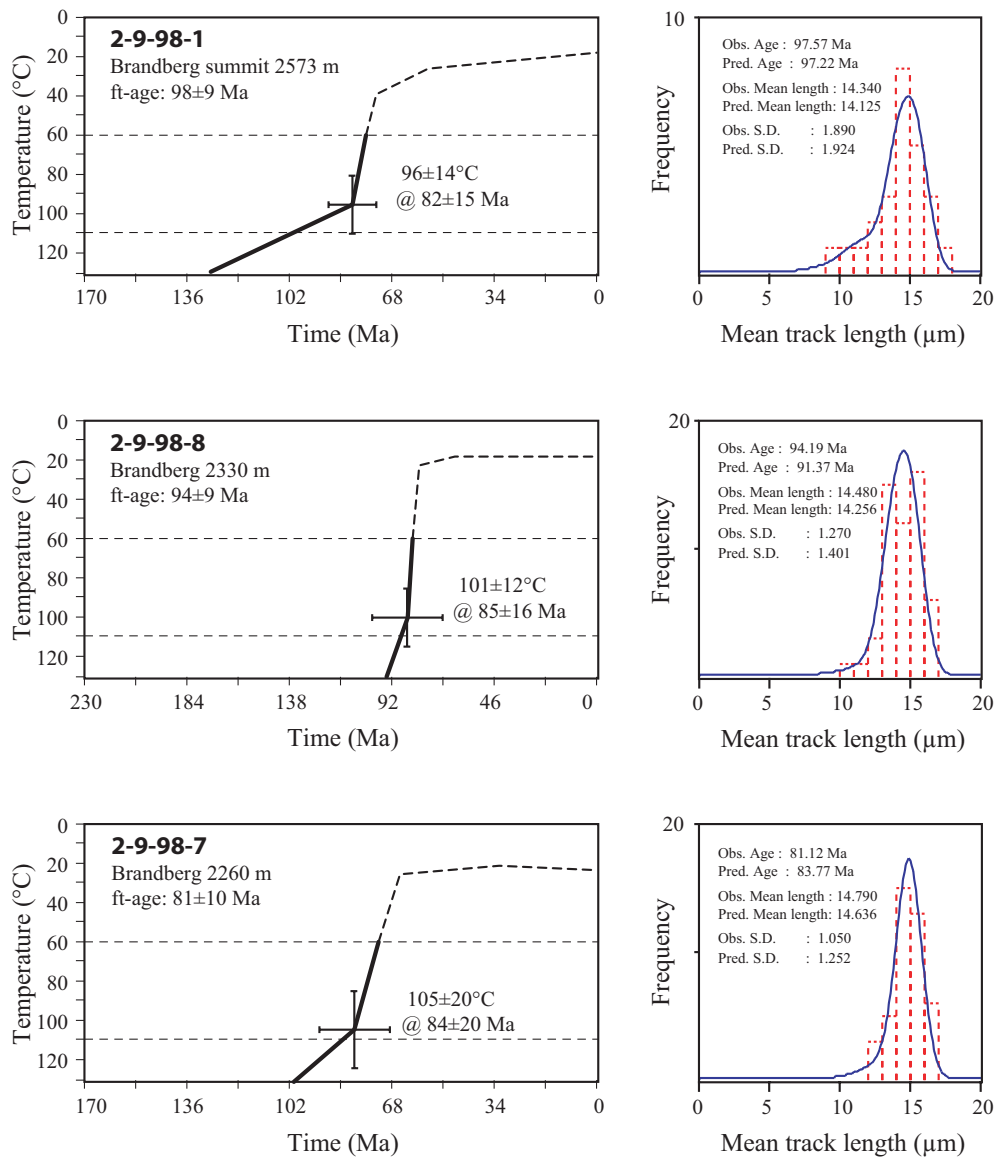 0
20
40
60
80
100
120
Temperature (°C)
2-9-98-1
Brandberg summit 2573 m
ft-age: 98±9 Ma
96±14°C
@ 82±15 Ma
170
136
102
68
34
0
Time (Ma)
10
Frequency
Obs. Age : 97.57 Ma
Pred. Age : 97.22 Ma
Obs. Mean length : 14.340
Pred. Mean length: 14.125
Obs. S.D. : 1.890
Pred. S.D. : 1.924
0
5
10
15
20
Mean track length (µm)
0
20
40
60
80
100
120
Temperature (°C)
2-9-98-8
Brandberg 2330 m
ft-age: 94±9 Ma
101±12°C
@ 85±16 Ma
230
184
138
92
46
0
Time (Ma)
20
Frequency
Obs. Age : 94.19 Ma
Pred. Age : 91.37 Ma
Obs. Mean length : 14.480
Pred. Mean length: 14.256
Obs. S.D. : 1.270
Pred. S.D. : 1.401
0
5
10
15
20
Mean track length (µm)
0
20
40
60
80
100
120
Temperature (°C)
2-9-98-7
Brandberg 2260 m
ft-age: 81±10 Ma
105±20°C
@ 84±20 Ma
170
136
102
68
34
0
Time (Ma)
20
Frequency
Obs. Age : 81.12 Ma
Pred. Age : 83.77 Ma
Obs. Mean length : 14.790
Pred. Mean length: 14.636
Obs. S.D. : 1.050
Pred. S.D. : 1.252
0
5
10
15
20
Mean track length (µm)